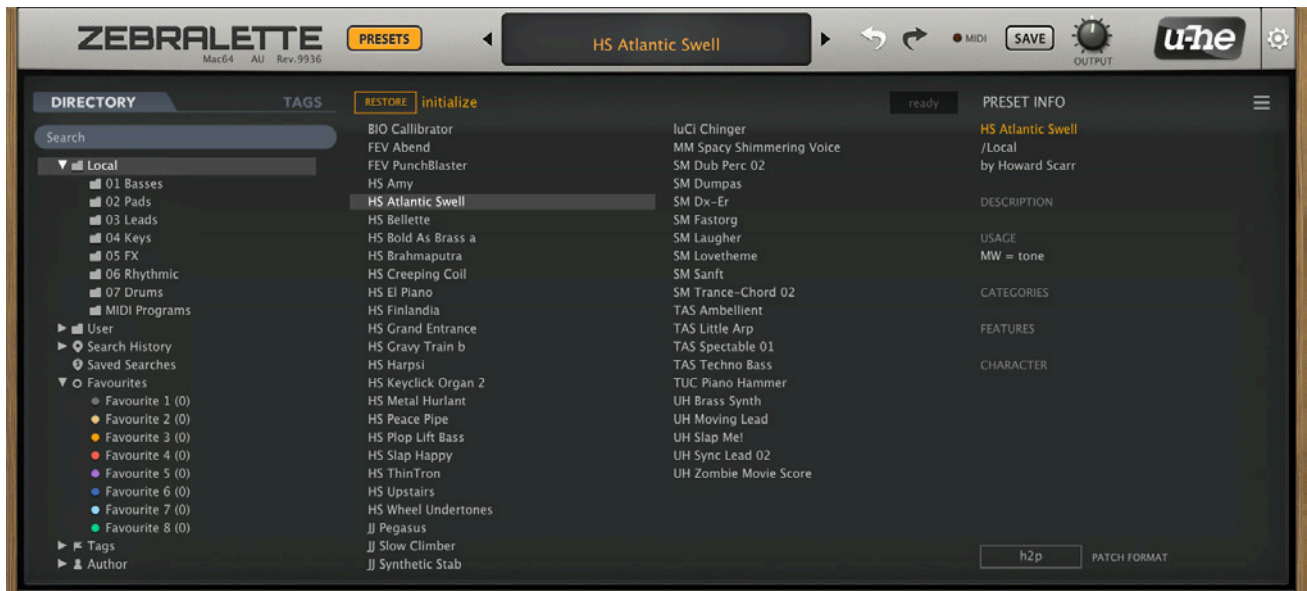 ZEBRALETTE
Mac64 AU Rev.9936
PRESETS
HS Atlantic Swell
MIDI
SAVE
OUTPUT
u-he
DIRECTORY
TAGS
Search
Local
01 Basses
02 Pads
03 Leads
04 Keys
05 FX
06 Rhythmic
07 Drums
MIDI Programs
User
Search History
Saved Searches
Favourites
Favourite 1 (0)
Favourite 2 (0)
Favourite 3 (0)
Favourite 4 (0)
Favourite 5 (0)
Favourite 6 (0)
Favourite 7 (0)
Favourite 8 (0)
Tags
Author
RESTORE initialize
ready
BIO Callibrator
FEV Abend
FEV PunchBlaster
HS Amy
HS Atlantic Swell
HS Bellette
HS Bold As Brass a
HS Brahmaputra
HS Creeping Coil
HS El Piano
HS Finlandia
HS Grand Entrance
HS Gravy Train b
HS Harpsi
HS Keyclick Organ 2
HS Metal Hurlant
HS Peace Pipe
HS Plop Lift Bass
HS Slap Happy
HS ThinTron
HS Upstairs
HS Wheel Undertones
JJ Pegasus
JJ Slow Climber
JJ Synthetic Stab
luCi Chinger
MM Spacy Shimmering Voice
SM Dub Perc 02
SM Dumpas
SM Dx-Er
SM Fastorg
SM Laugher
SM Lovetheme
SM Sanft
SM Trance-Chord 02
TAS Ambellient
TAS Little Arp
TAS Spectable 01
TAS Techno Bass
TUC Piano Hammer
UH Brass Synth
UH Moving Lead
UH Slap Me!
UH Sync Lead 02
UH Zombie Movie Score
PRESET INFO
HS Atlantic Swell
/Local
by Howard Scarr
DESCRIPTION
USAGE
MW = tone
CATEGORIES
FEATURES
CHARACTER
h2p PATCH FORMAT